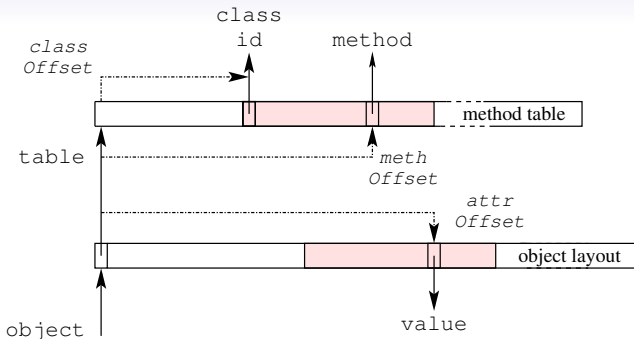 class
id
method
class
Offset
method table
table
meth
Offset
attr
Offset
object layout
object
value